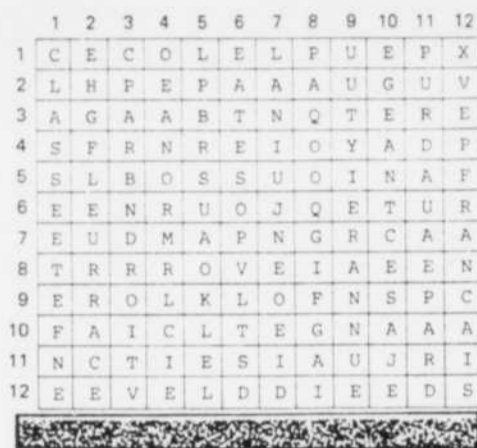 1 2 3 4 5 6 7 8 9 10 11 12
1 C E C O L E L P U E P X
2 L H P E P A A A U G U V
3 A G A A B T N Q T E R E
4 S F R N R E I O Y A D P
5 S L B O S S U O I N A F
6 E E N R U O J Q E T U R
7 E U D M A P N G R C A A
8 T R R R O V E I A E E N
9 E R O L K L O F N S P C
10 F A I C L T E G N A A A
11 N C T I E S I A U J R I
12 E E V E L D D I E E D S